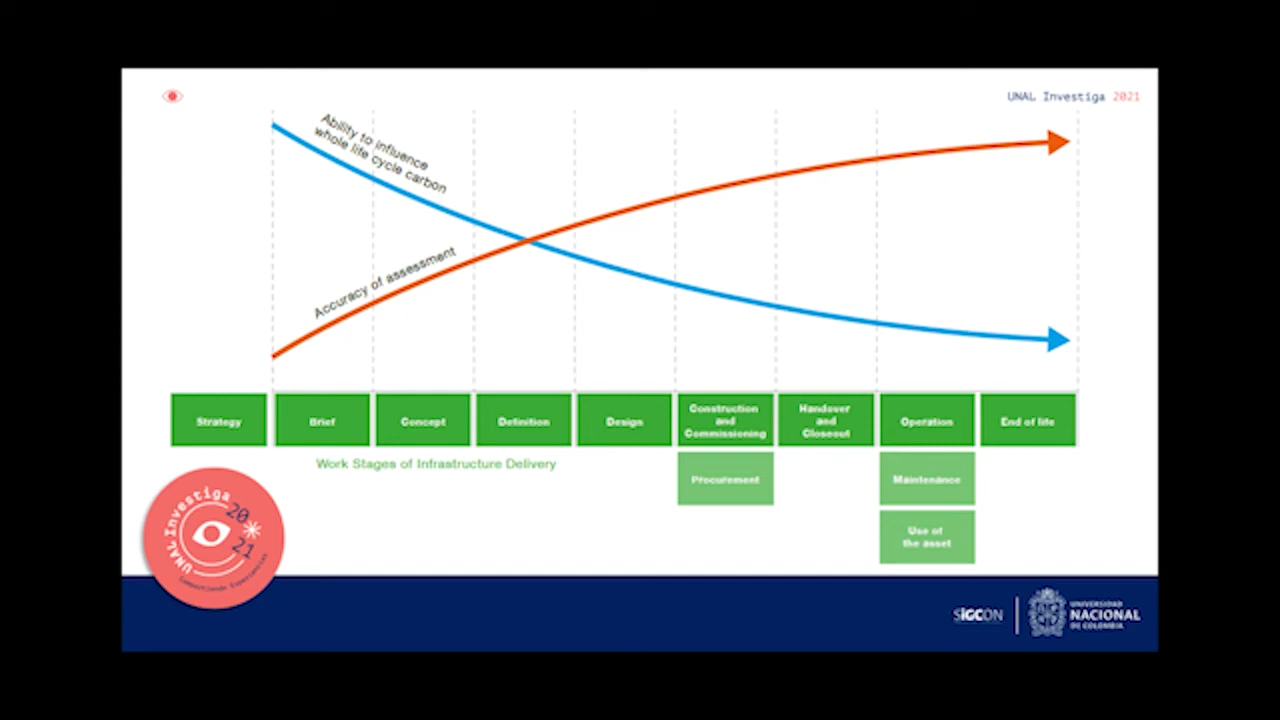 UNAL Investiga 2021
Ability to influence
whole life cycle carbon
Accuracy of assessment
Strategy
Brief
Concept
Definition
Design
Construction
and
Commissioning
Handover
and
Closeout
Operation
End of life
Work Stages of Infrastructure Delivery
Procurement
Maintenance
Use of
the asset
UNAL Investiga
20
21
Compartiendo Experiencias
SIGCON
UNIVERSIDAD
NACIONAL
DE COLOMBIA